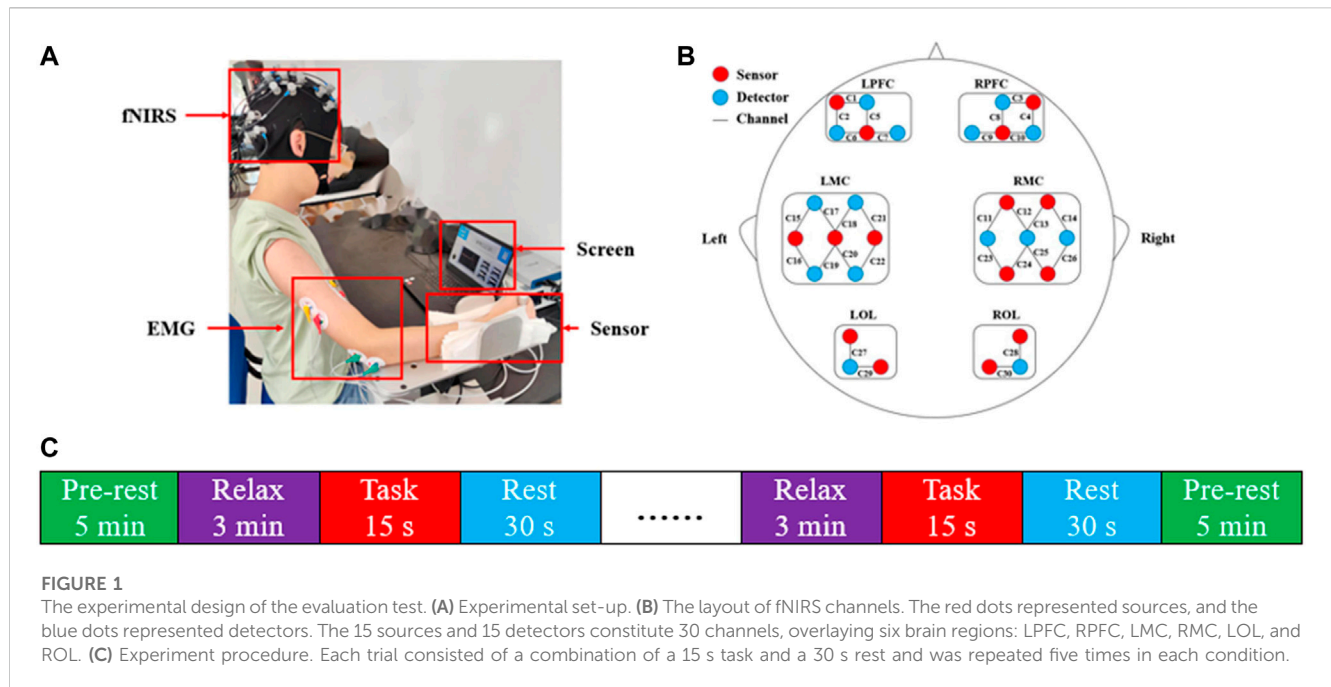 A
fNIRS
EMG
Screen
Sensor
B
Sensor
Detector
Channel
LPFC
RPFC
C1
C2
C5
C6
C7
C3
C8
C4
C9
C10
LMC
RMC
C15
C17
C21
C18
C16
C19
C20
C22
C11
C12
C14
C13
C23
C24
C25
C26
Left
Right
LOL
ROL
C27
C29
C28
C30
C
Pre-rest Relax Task Rest ...... Relax Task Rest Pre-rest
5 min 3 min 15 s 30 s 3 min 15 s 30 s 5 min
FIGURE 1
The experimental design of the evaluation test. (A) Experimental set-up. (B) The layout of fNIRS channels. The red dots represented sources, and the
blue dots represented detectors. The 15 sources and 15 detectors constitute 30 channels, overlaying six brain regions: LPFC, RPFC, LMC, RMC, LOL, and
ROL. (C) Experiment procedure. Each trial consisted of a combination of a 15 s task and a 30 s rest and was repeated five times in each condition.